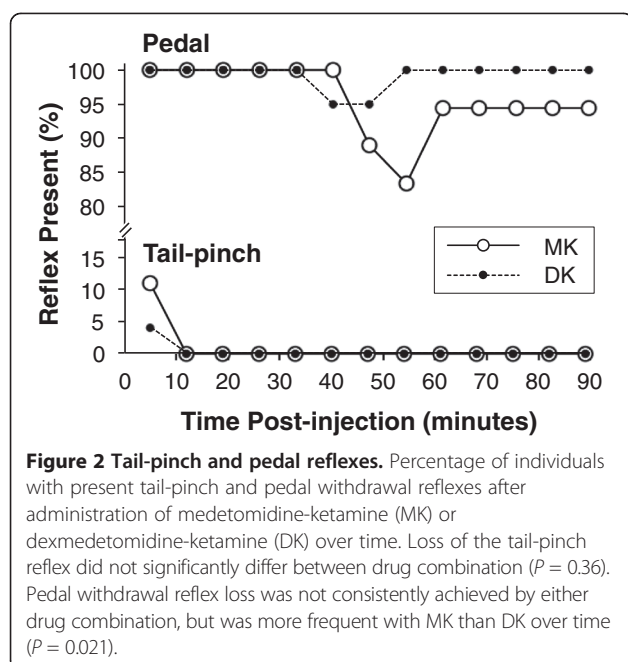 Pedal
100
95
90
85
80
Tail-pinch
15
10
5
0
Reflex Present (%)
MK
DK
0 10 20 30 40 50 60 70 80 90
Time Post-injection (minutes)
Figure 2 Tail-pinch and pedal reflexes. Percentage of individuals
with present tail-pinch and pedal withdrawal reflexes after
administration of medetomidine-ketamine (MK) or
dexmedetomidine-ketamine (DK) over time. Loss of the tail-pinch
reflex did not significantly differ between drug combination (P = 0.36).
Pedal withdrawal reflex loss was not consistently achieved by either
drug combination, but was more frequent with MK than DK over time
(P = 0.021).